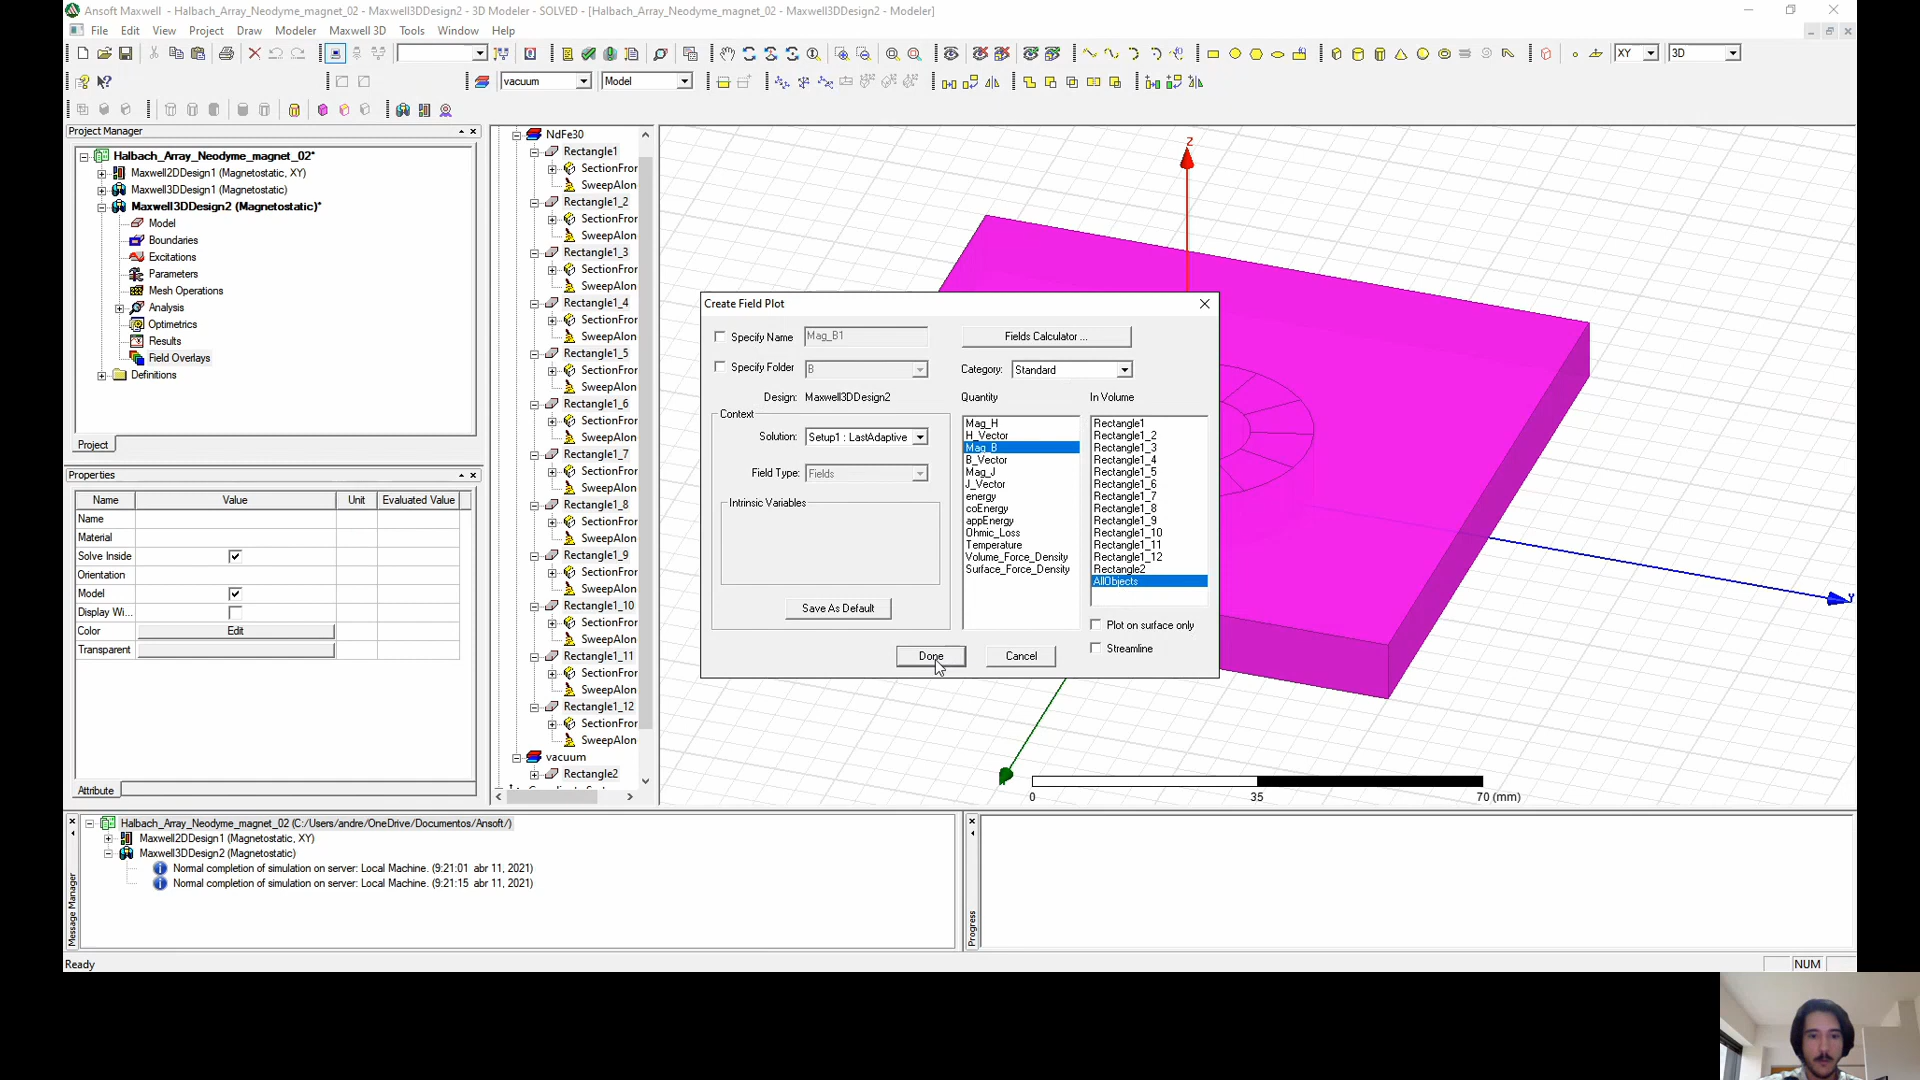 Ansoft Maxwell - Halbach_Array_Neodyme_magnet_02 - Maxwell3DDesign2 - 3D Modeler - SOLVED - [Halbach_Array_Neodyme_magnet_02 - Maxwell3DDesign2 - Modeler]
File Edit View Project Draw Modeler Maxwell 3D Tools Window Help
XY 3D
vacuum Model
Project Manager
Halbach_Array_Neodyme_magnet_02*
Maxwell2DDesign1 (Magnetostatic, XY)
Maxwell3DDesign1 (Magnetostatic)
Maxwell3DDesign2 (Magnetostatic)*
Model
Boundaries
Excitations
Parameters
Mesh Operations
Analysis
Optimetrics
Results
Field Overlays
Definitions
Project
Properties
Name Value Unit Evaluated Value
Name
Material
Solve Inside
Orientation
Model
Display Wi...
Color Edit
Transparent
Attribute
NdFe30
Rectangle1
SectionFror
SweepAlon
Rectangle1_2
SectionFror
SweepAlon
Rectangle1_3
SectionFror
SweepAlon
Rectangle1_4
SectionFror
SweepAlon
Rectangle1_5
SectionFror
SweepAlon
Rectangle1_6
SectionFror
SweepAlon
Rectangle1_7
SectionFror
SweepAlon
Rectangle1_8
SectionFror
SweepAlon
Rectangle1_9
SectionFror
SweepAlon
Rectangle1_10
SectionFror
SweepAlon
Rectangle1_11
SectionFror
SweepAlon
Rectangle1_12
SectionFror
SweepAlon
vacuum
Rectangle2
Z
Y
0 35 70 (mm)
Create Field Plot
Specify Name Mag_B1
Fields Calculator ...
Specify Folder B
Category: Standard
Design: Maxwell3DDesign2
Context
Solution: Setup1 : LastAdaptive
Field Type: Fields
Intrinsic Variables
Save As Default
Quantity
Mag_H
H_Vector
Mag_B
B_Vector
Mag_J
J_Vector
energy
coEnergy
appEnergy
Ohmic_Loss
Temperature
Volume_Force_Density
Surface_Force_Density
In Volume
Rectangle1
Rectangle1_2
Rectangle1_3
Rectangle1_4
Rectangle1_5
Rectangle1_6
Rectangle1_7
Rectangle1_8
Rectangle1_9
Rectangle1_10
Rectangle1_11
Rectangle1_12
Rectangle2
AllObjects
Plot on surface only
Streamline
Done Cancel
Message Manager
Halbach_Array_Neodyme_magnet_02 (C:/Users/andre/OneDrive/Documentos/Ansoft/)
Maxwell2DDesign1 (Magnetostatic, XY)
Maxwell3DDesign2 (Magnetostatic)
Normal completion of simulation on server: Local Machine. (9:21:01 abr 11, 2021)
Normal completion of simulation on server: Local Machine. (9:21:15 abr 11, 2021)
Progress
Ready
NUM